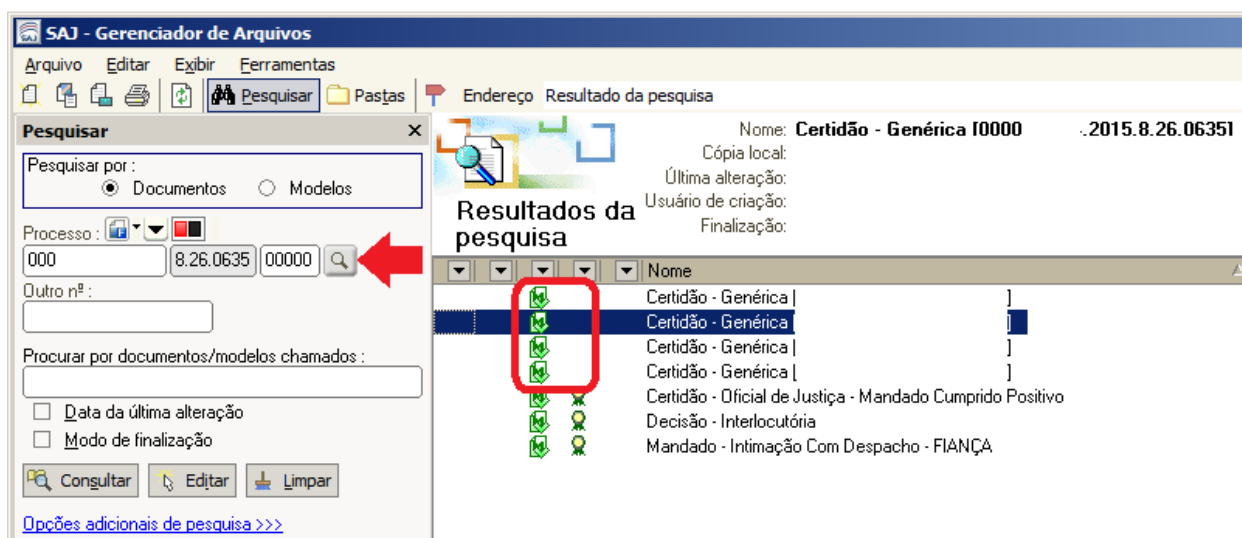 SAJ - Gerenciador de Arquivos
Arquivo Editar Exibir Ferramentas
Pesquisar Pastas Endereço Resultado da pesquisa
Pesquisar
Pesquisar por :
Documentos Modelos
Processo :
000 8.26.0635 00000
Outro nº :
Procurar por documentos/modelos chamados :
Data da última alteração
Modo de finalização
Consultar Editar Limpar
Opções adicionais de pesquisa >>>
Resultados da
pesquisa
Nome: Certidão - Genérica [0000 .2015.8.26.0635]
Cópia local:
Última alteração:
Usuário de criação:
Finalização:
Nome
Certidão - Genérica [ ]
Certidão - Genérica [ ]
Certidão - Genérica [ ]
Certidão - Genérica [ ]
Certidão - Oficial de Justiça - Mandado Cumprido Positivo
Decisão - Interlocutória
Mandado - Intimação Com Despacho - FIANÇA